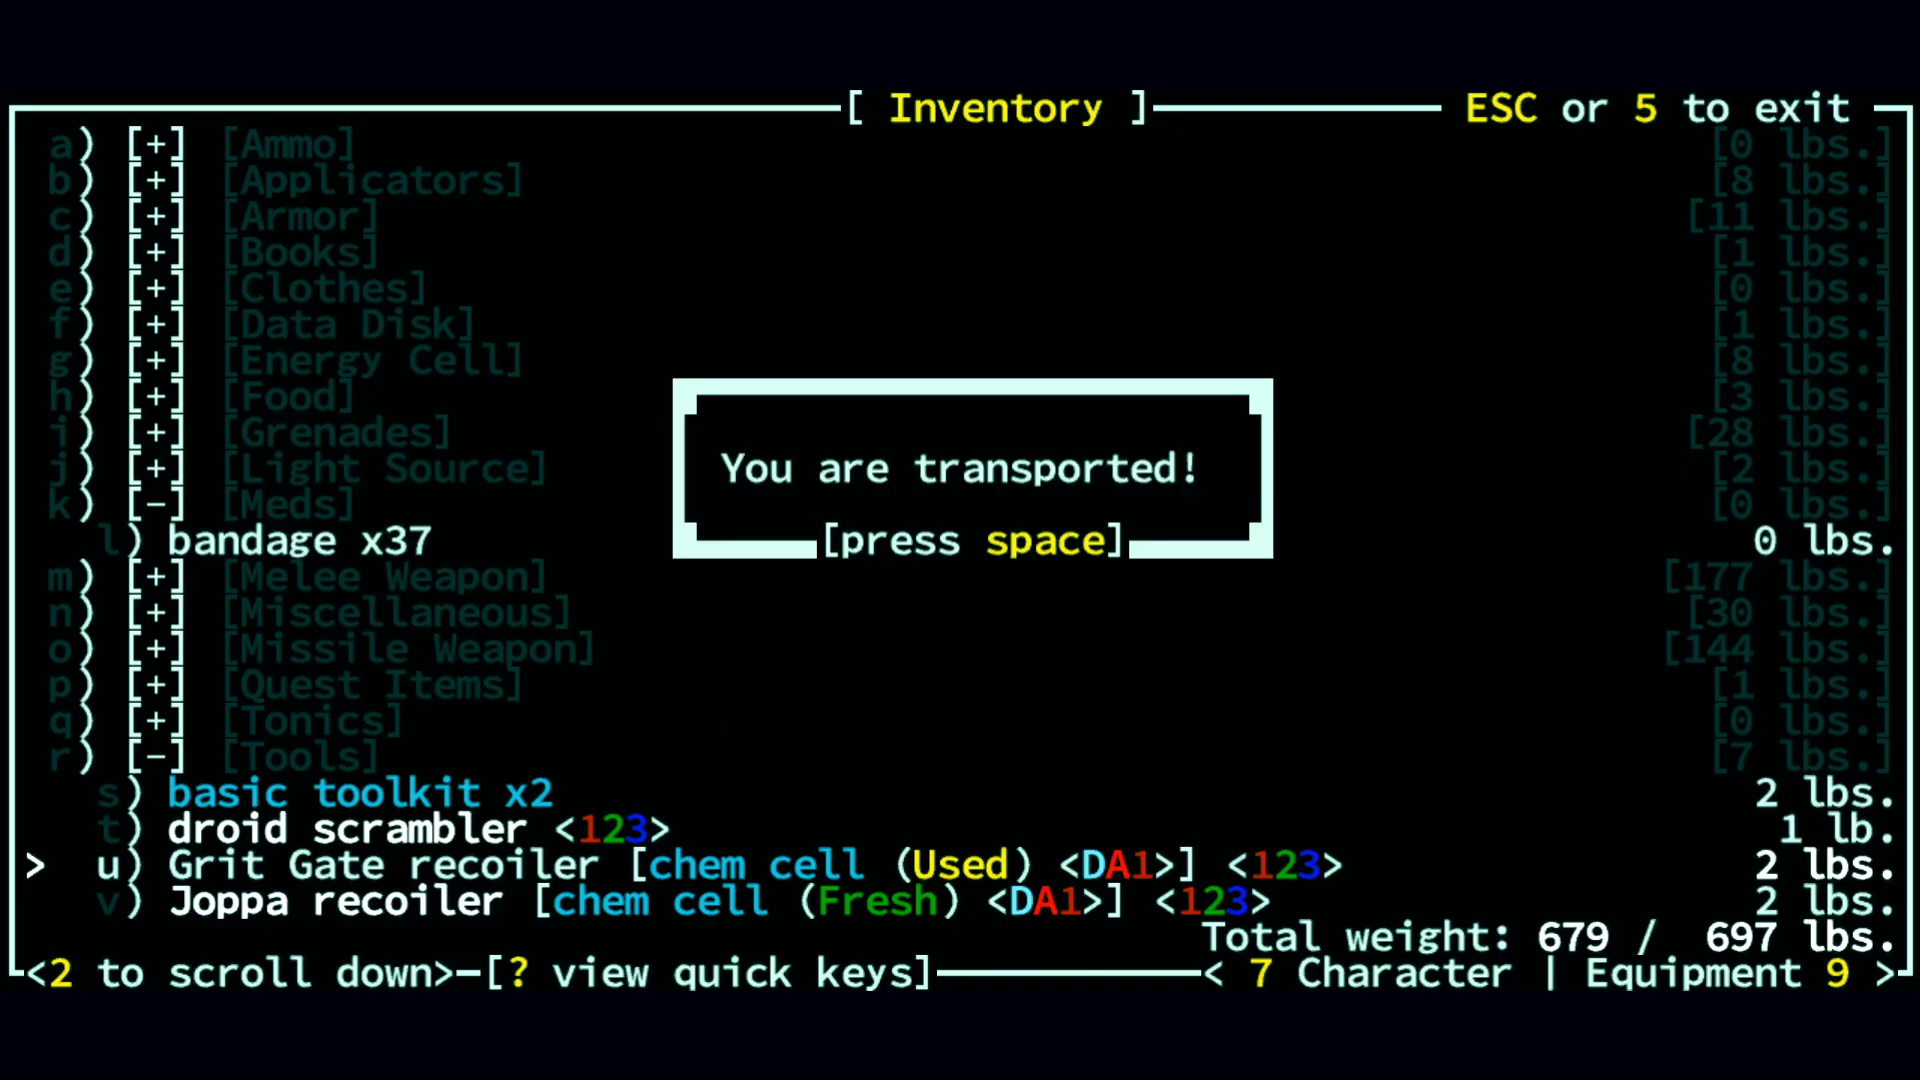 [ Inventory ] ESC or 5 to exit
a) [+] [Ammo] [0 lbs.]
b) [+] [Applicators] [8 lbs.]
c) [+] [Armor] [11 lbs.]
d) [+] [Books] [1 lbs.]
e) [+] [Clothes] [0 lbs.]
f) [+] [Data Disk] [1 lbs.]
g) [+] [Energy Cell] [8 lbs.]
h) [+] [Food] [3 lbs.]
i) [+] [Grenades] [28 lbs.]
j) [+] [Light Source] [2 lbs.]
You are transported!
k) [-] [Meds] [0 lbs.]
l) bandage x37 0 lbs.
[press space]
m) [+] [Melee Weapon] [177 lbs.]
n) [+] [Miscellaneous] [30 lbs.]
o) [+] [Missile Weapon] [144 lbs.]
p) [+] [Quest Items] [1 lbs.]
q) [+] [Tonics] [0 lbs.]
r) [-] [Tools] [7 lbs.]
s) basic toolkit x2 2 lbs.
t) droid scrambler <123> 1 lb.
> u) Grit Gate recoiler [chem cell (Used) <DA1>] <123> 2 lbs.
v) Joppa recoiler [chem cell (Fresh) <DA1>] <123> 2 lbs.
Total weight: 679 / 697 lbs.
<2 to scroll down> [? view quick keys] < 7 Character | Equipment 9 >